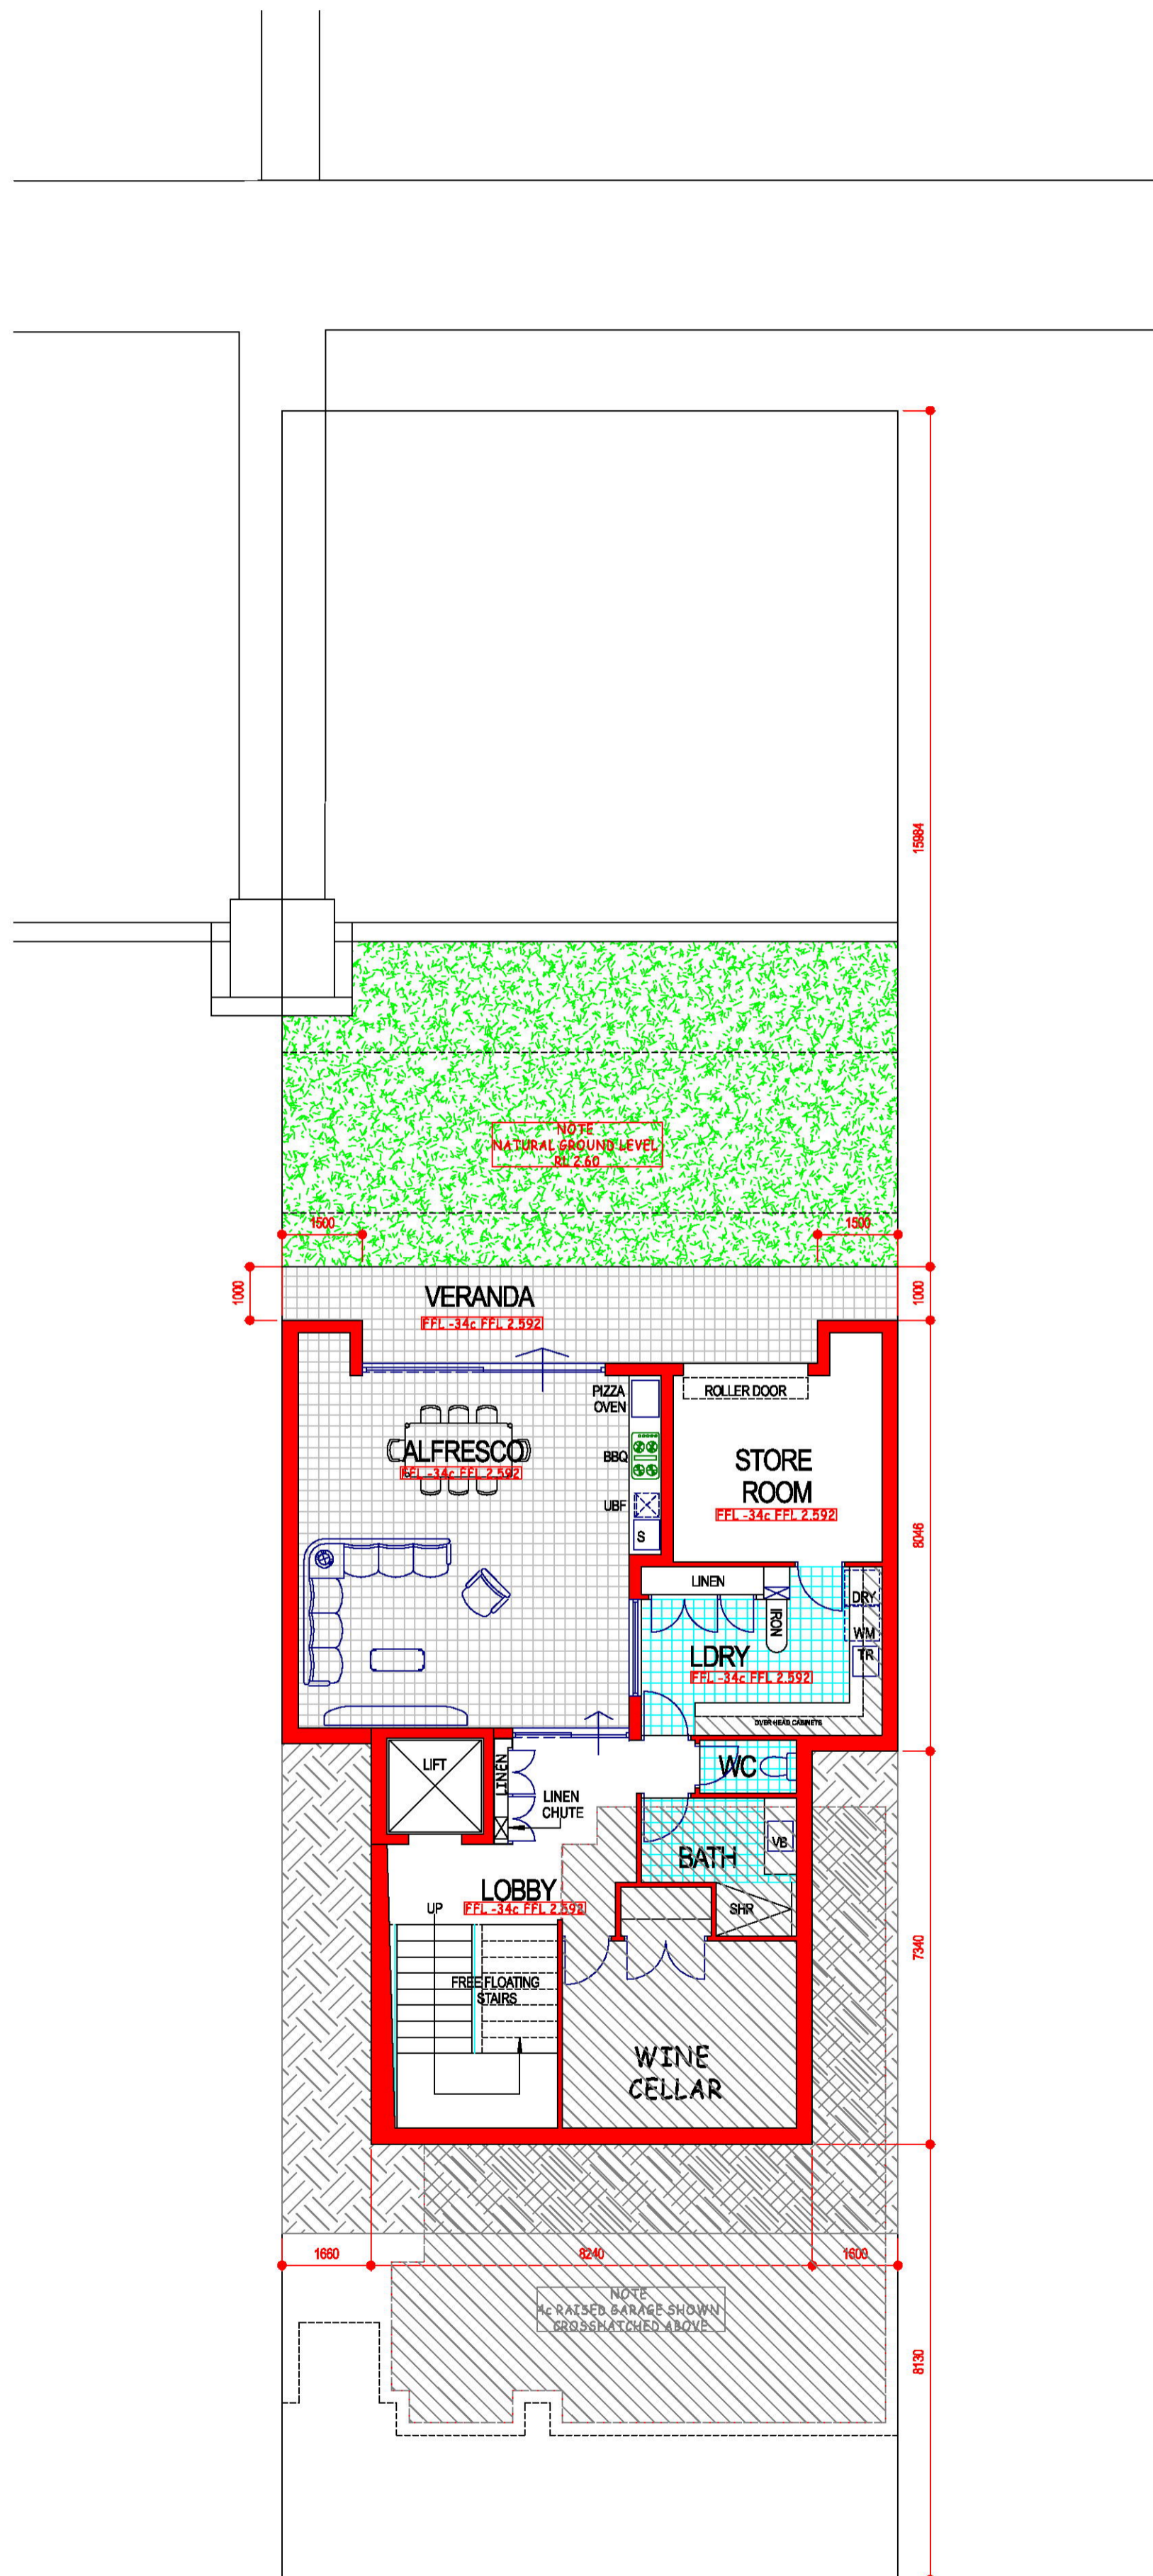 15984
NOTE
NATURAL GROUND LEVEL
RL 2.60
1500
1500
1000
1000
VERANDA
FFL -34c FFL 2.592
PIZZA
OVEN
ROLLER DOOR
ALFRESCO
FFL -34c FFL 2.592
BBQ
STORE
ROOM
FFL -34c FFL 2.592
UBF
S
8046
LINEN
DRY
IRON
WM
TR
LDRY
FFL -34c FFL 2.592
OVER HEAD CABINETS
LIFT
LINEN
WC
LINEN
CHUTE
VB
BATH
LOBBY
FFL -34c FFL 2.592
UP
SHR
7340
FREE FLOATING
STAIRS
WINE
CELLAR
1660
8240
1600
NOTE
4c RAISED GARAGE SHOWN
CROSSHATCHED ABOVE
8130